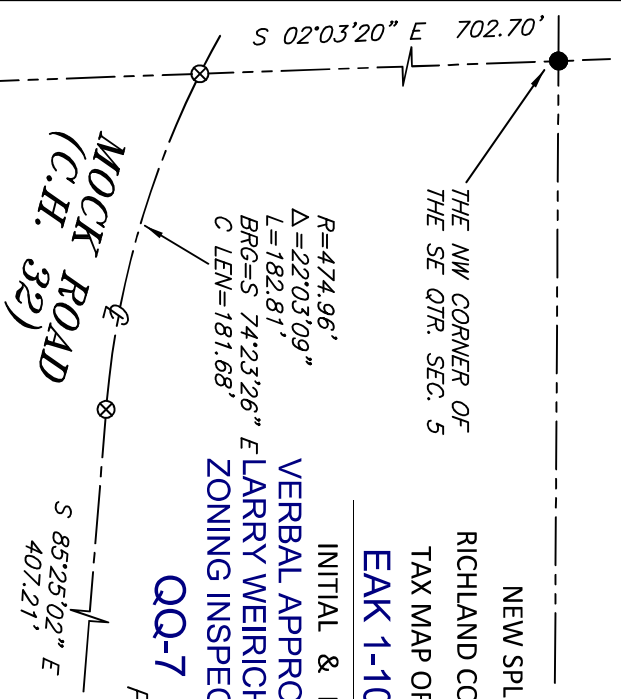 S 02°03'20" E 702.70'
THE NW CORNER OF
THE SE QTR. SEC. 5
R=474.96'
Δ=22°03'09"
L=182.81'
BRG=S 74°23'26" E
C LEN=181.68'
MOCK ROAD
(C.H. 32)
S 85°25'02" E
407.21'
NEW SPL
RICHLAND CO
TAX MAP OF
EAK 1-10
INITIAL &
VERBAL APPRO
LARRY WEIRICH
ZONING INSPEC
QQ-7